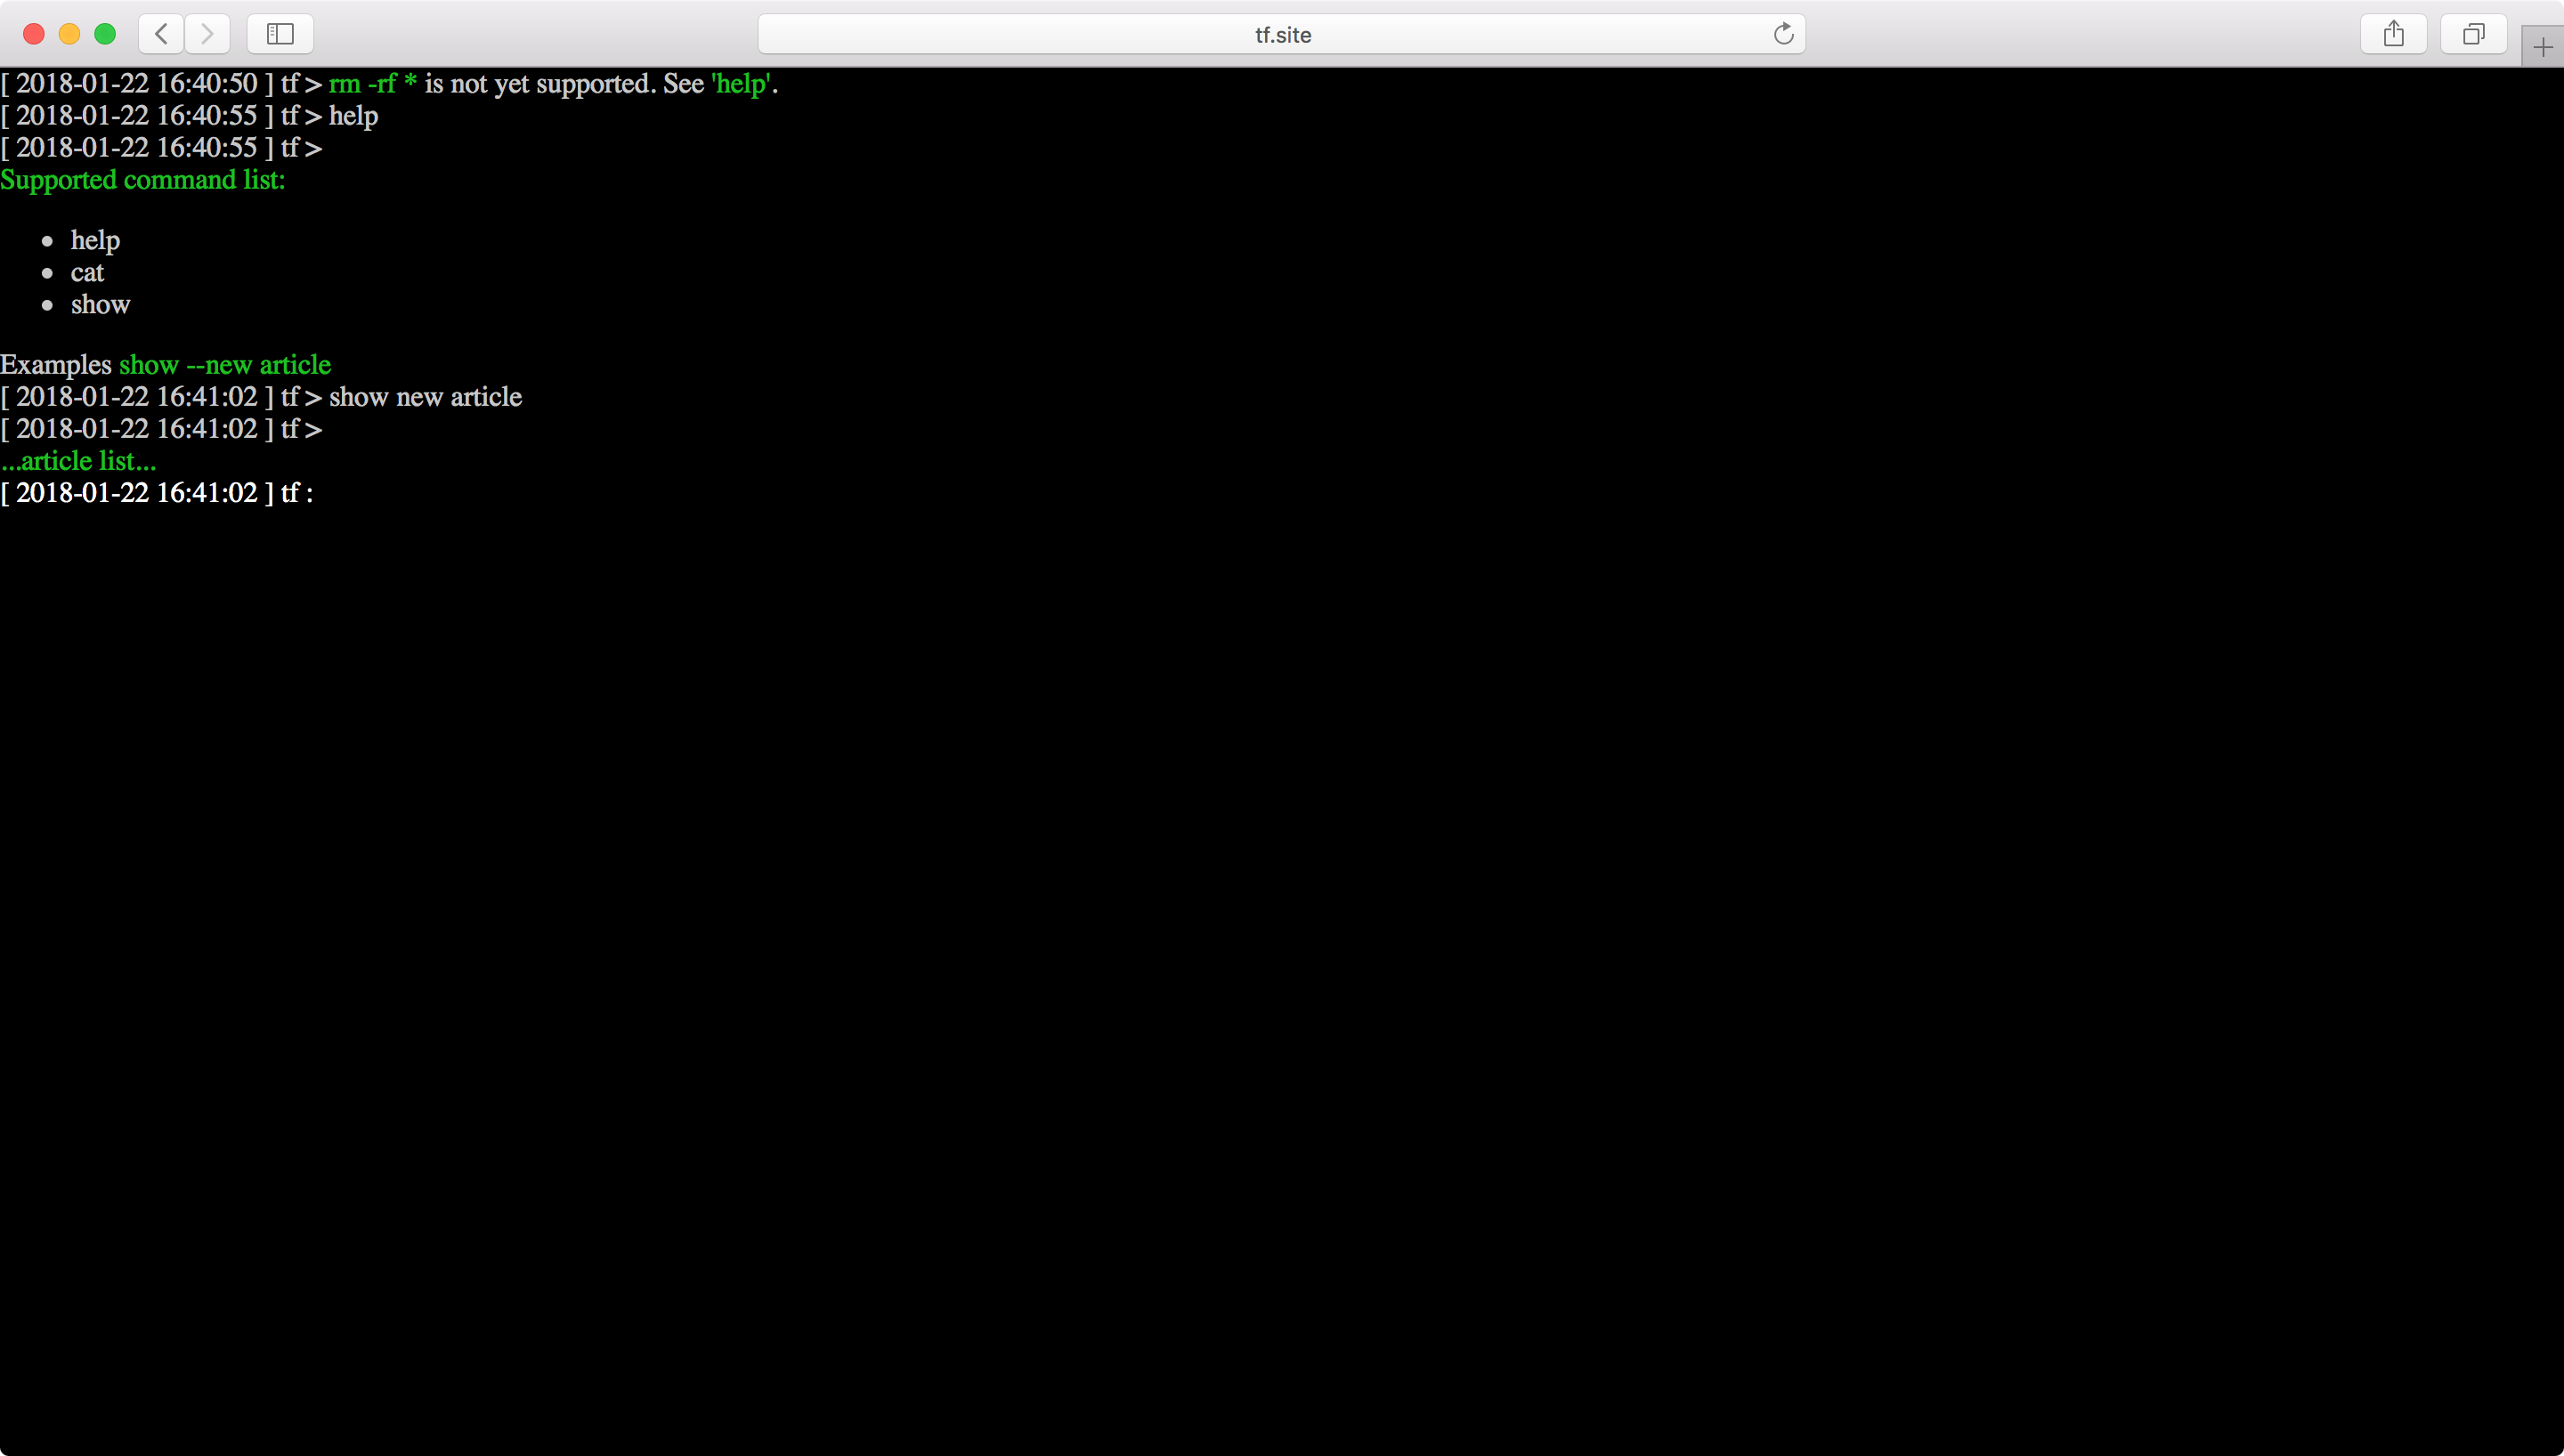 tf.site
[ 2018-01-22 16:40:50 ] tf > rm -rf * is not yet supported. See 'help'.
[ 2018-01-22 16:40:55 ] tf > help
[ 2018-01-22 16:40:55 ] tf >
Supported command list:
help
cat
show
Examples show --new article
[ 2018-01-22 16:41:02 ] tf > show new article
[ 2018-01-22 16:41:02 ] tf >
...article list...
[ 2018-01-22 16:41:02 ] tf :